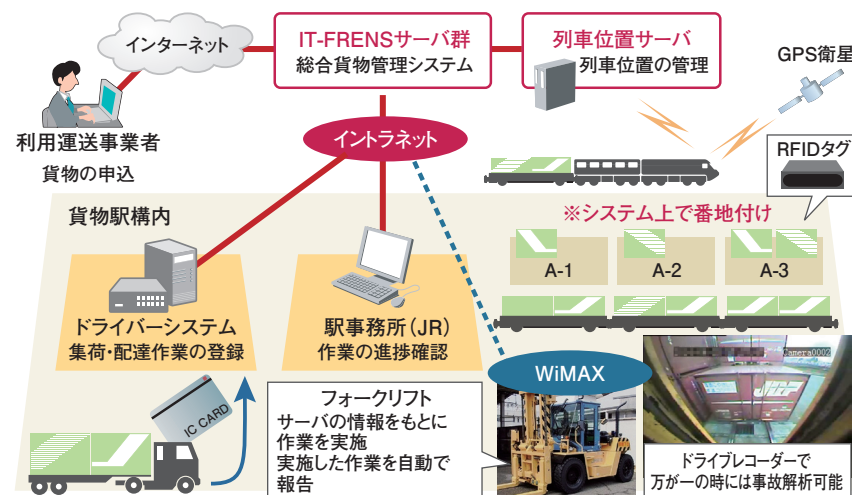 インターネット
IT-FRENSサーバ群
総合貨物管理システム
列車位置サーバ
列車位置の管理
GPS衛星
利用運送事業者
貨物の申込
イントラネット
RFIDタグ
貨物駅構内
※システム上で番地付け
A-1
A-2
A-3
ドライバーシステム
集荷・配達作業の登録
駅事務所（JR）
作業の進捗確認
WiMAX
Camera0002
IC CARD
フォークリフト
サーバの情報をもとに
作業を実施
実施した作業を自動で
報告
ドライブレコーダーで
万が一の時には事故解析可能